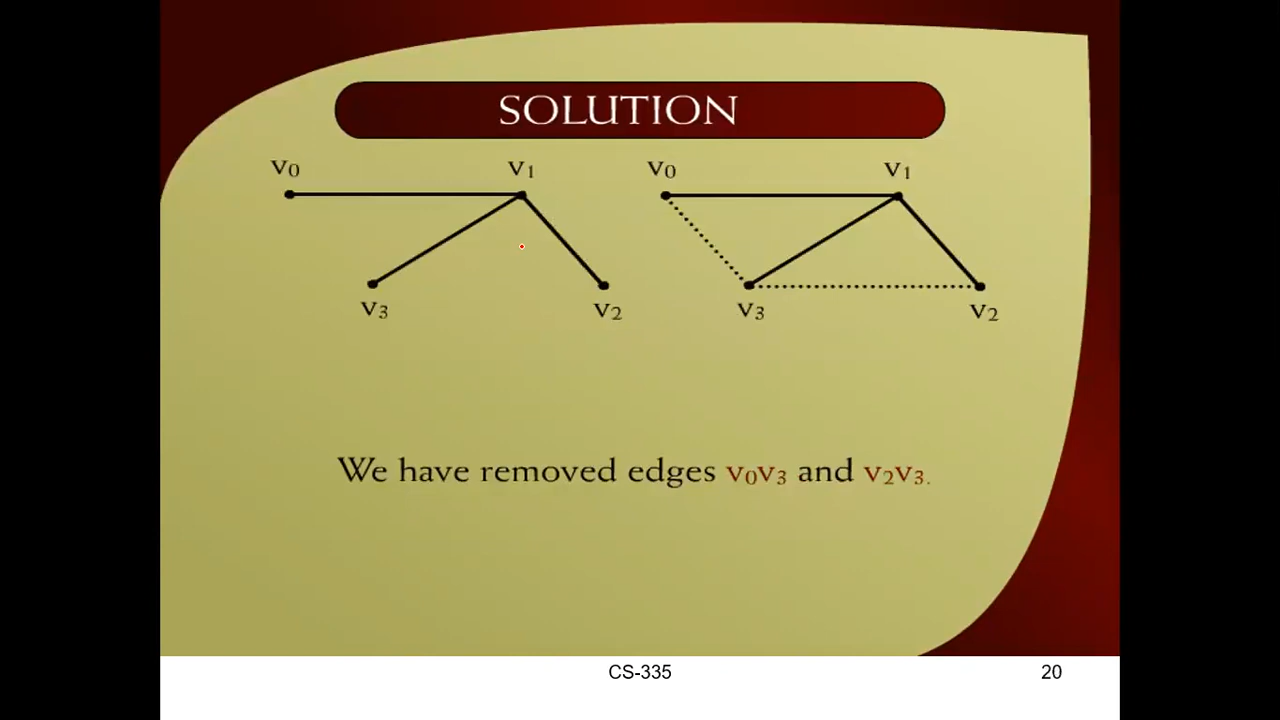 SOLUTION
v0 v1 v0 v1
v3 v2 v3 v2
We have removed edges v0v3 and v2v3.
CS-335 20